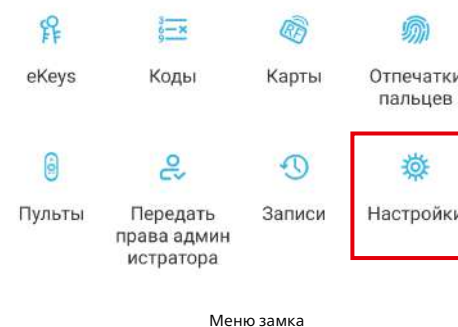 eKeys
Коды
Карты
Отпечатки
пальцев
Пульты
Передать
права админ
истратора
Записи
Настройки
Меню замка